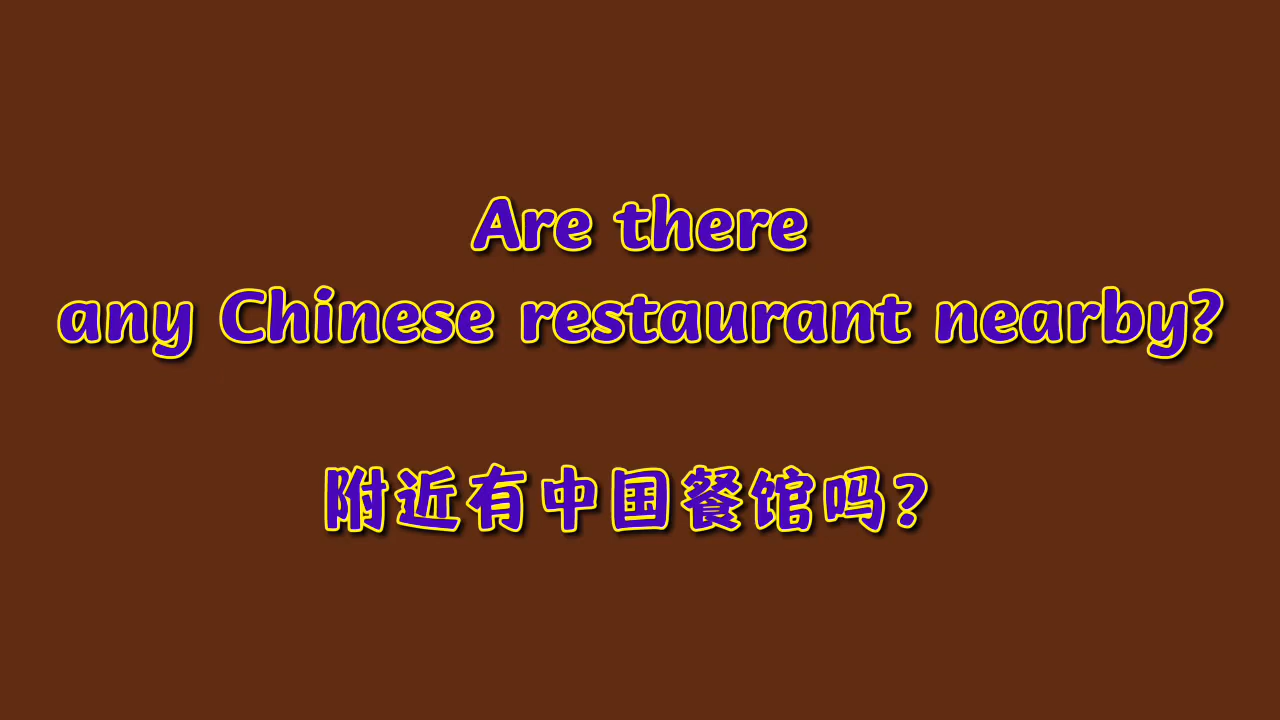 Are there
any Chinese restaurant nearby?
附近有中国餐馆吗?